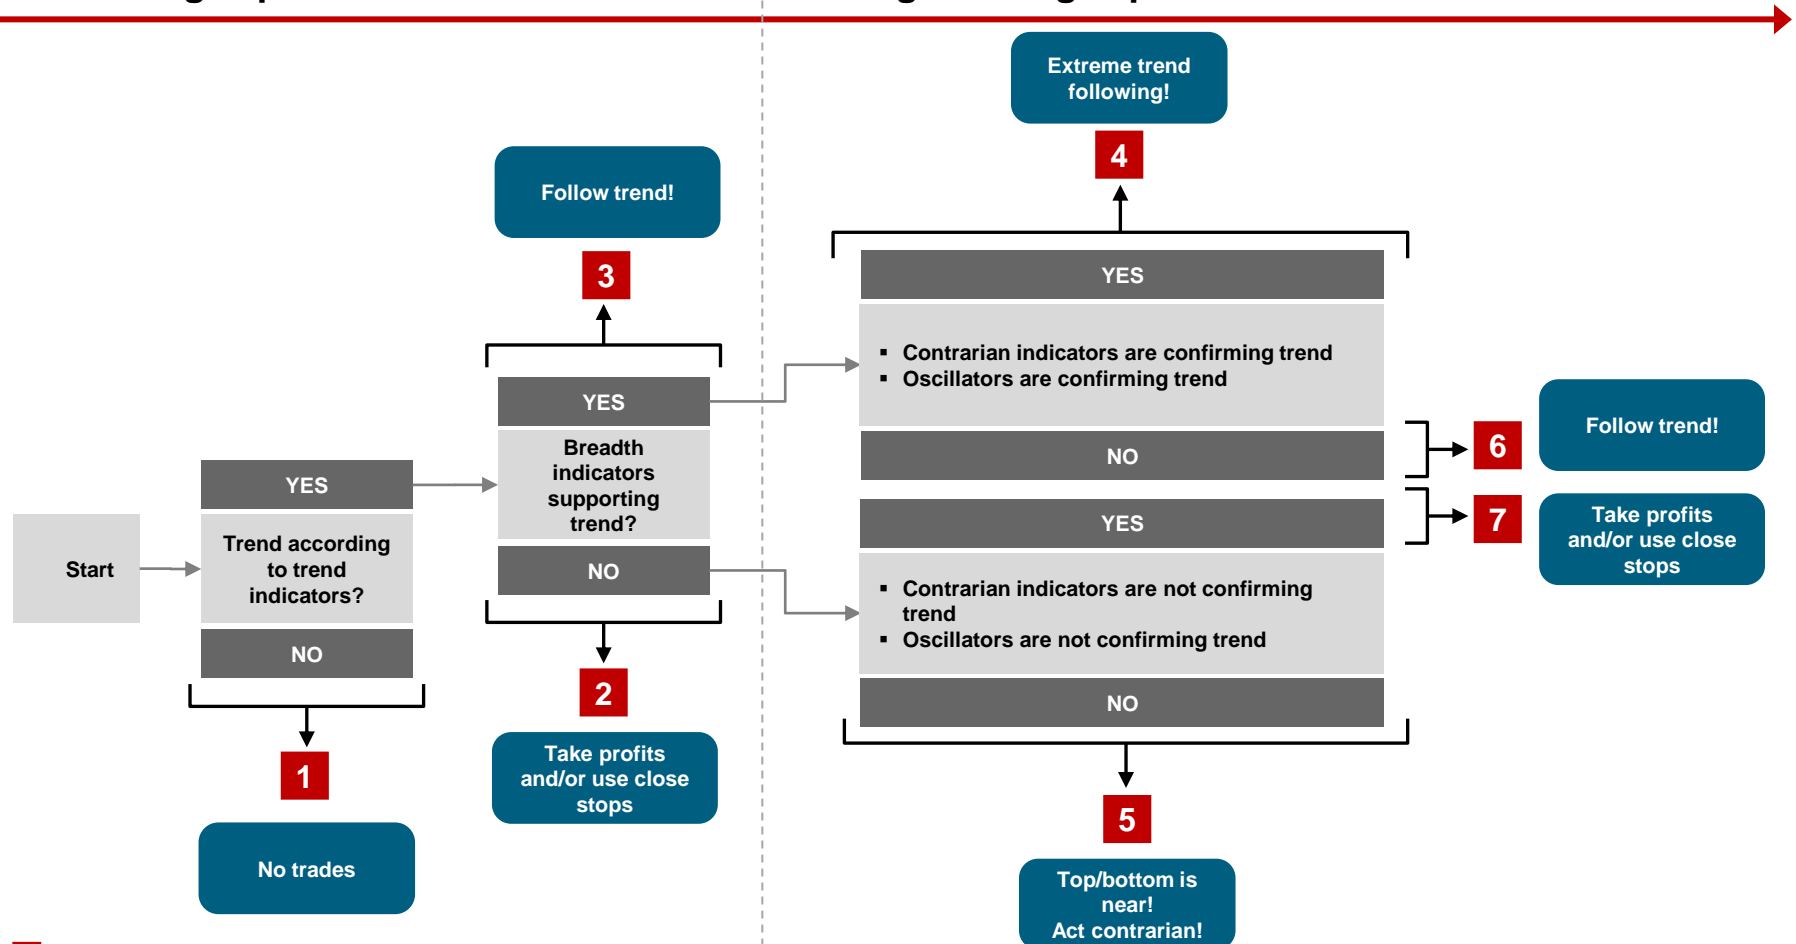 Extreme trend
following!
4
Follow trend!
3
YES
▪ Contrarian indicators are confirming trend
▪ Oscillators are confirming trend
NO
6
Follow trend!
YES
Breadth
indicators
supporting
trend?
NO
YES
Trend according
to trend
indicators?
NO
Start
YES
7
Take profits
and/or use close
stops
▪ Contrarian indicators are not confirming
trend
▪ Oscillators are not confirming trend
NO
2
Take profits
and/or use close
stops
1
No trades
5
Top/bottom is
near!
Act contrarian!